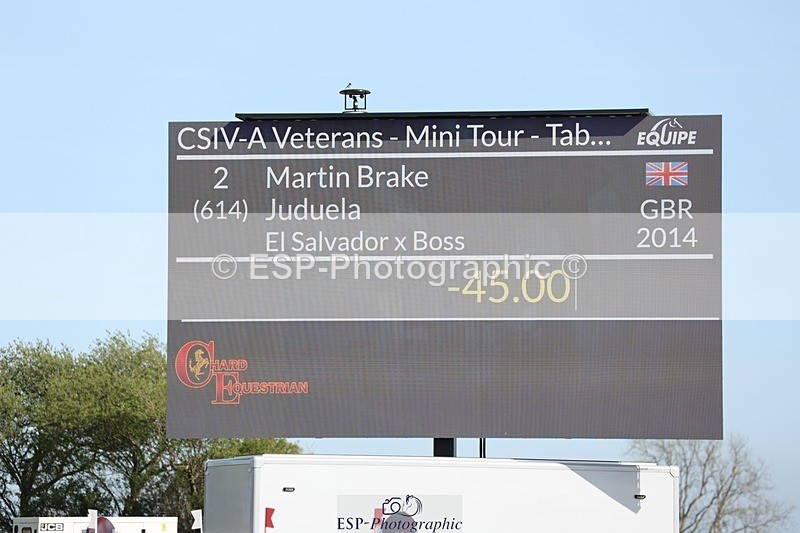 CSIV-A Veterans - Mini Tour - Tab...
EQUIPE
2 Martin Brake
(614) Juduela GBR
El Salvador x Boss 2014
© ESP-Photographic ©
-45.00
CHARD
EQUESTRIAN
JCB
ESP-Photographic